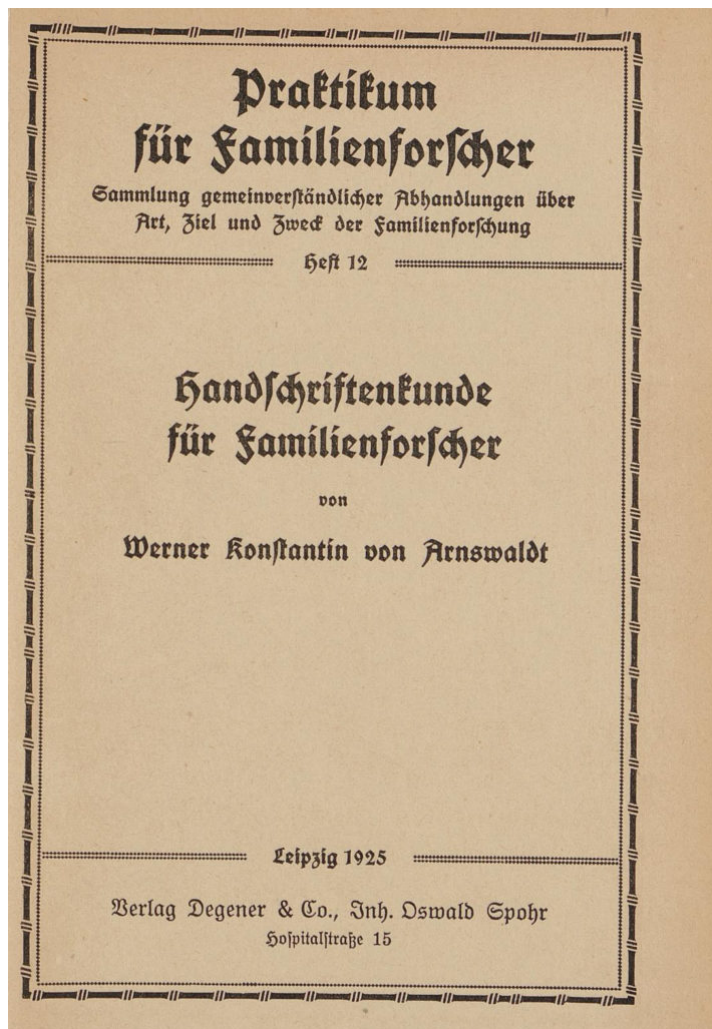 Praktikum
für Familienforscher
Sammlung gemeinverständlicher Abhandlungen über
Art, Ziel und Zweck der Familienforschung
Heft 12
Handschriftenkunde
für Familienforscher
von
Werner Konstantin von Arnswaldt
Leipzig 1925
Verlag Degener & Co., Inh. Oswald Spohr
Hospitalstraße 15